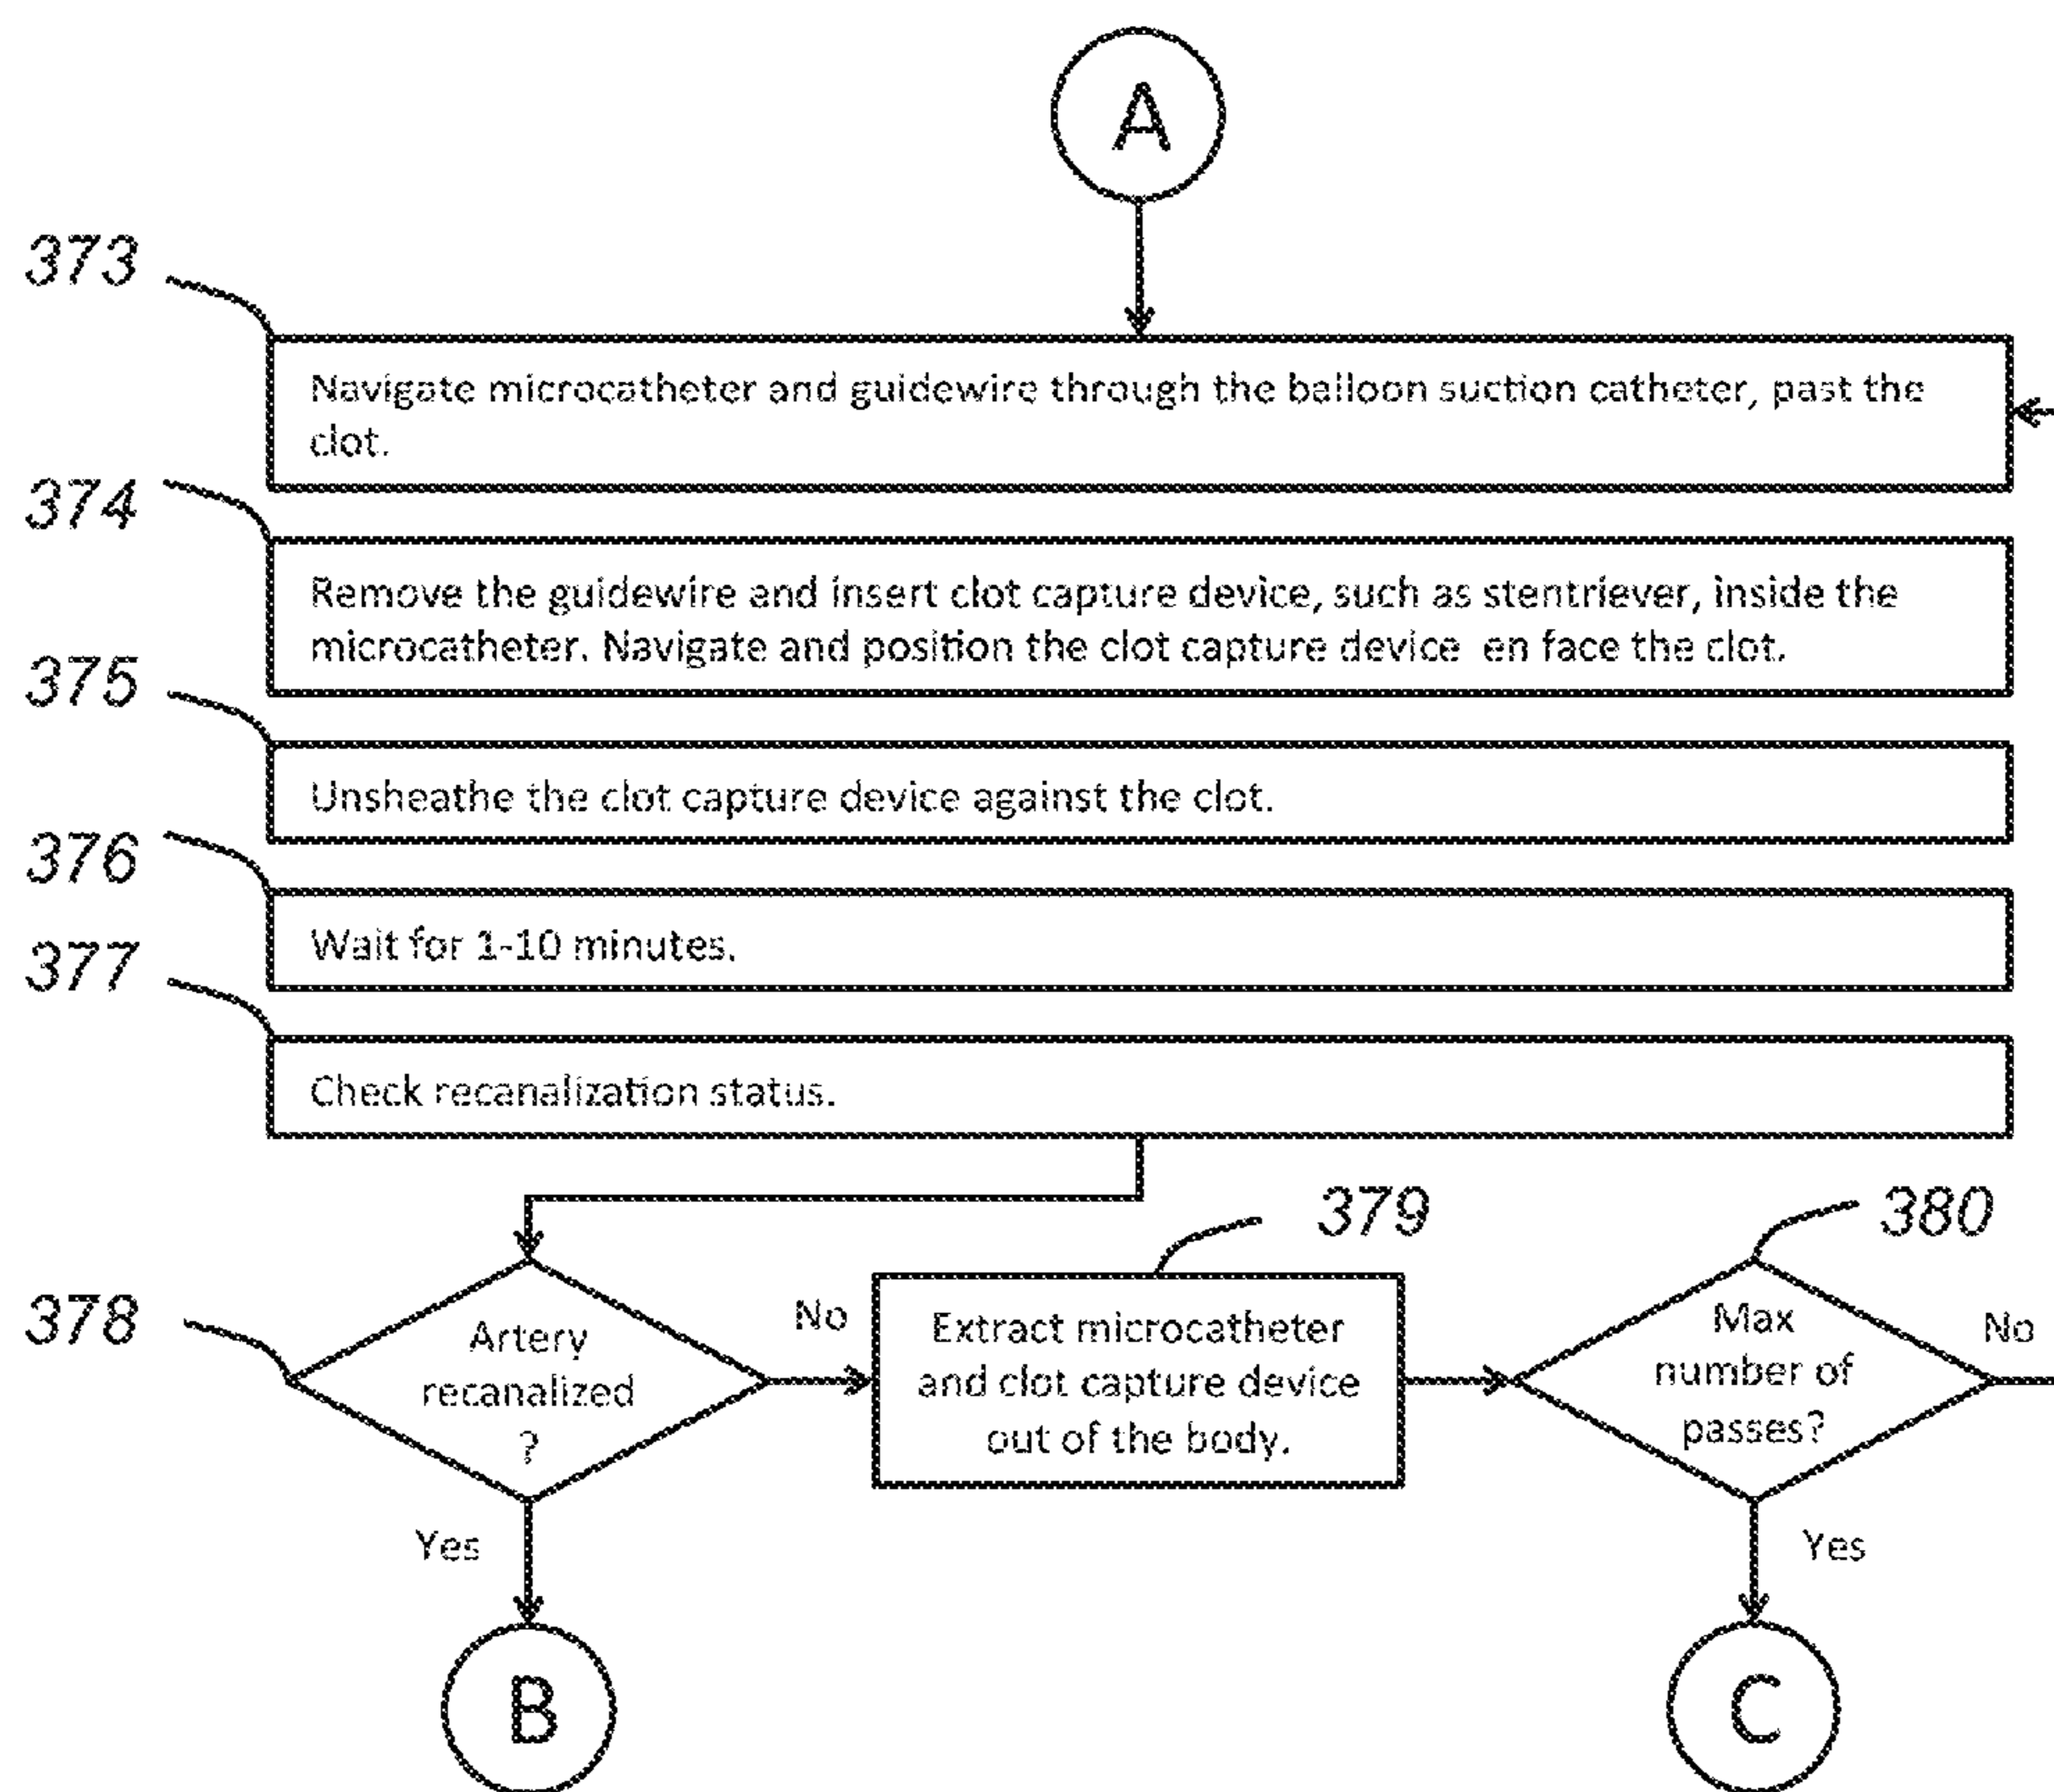 A
373
Navigate microcatheter and guidewire through the balloon suction catheter, past the
clot.
374
Remove the guidewire and insert clot capture device, such as stentriever, inside the
microcatheter. Navigate and position the clot capture device en face the clot.
375
Unsheathe the clot capture device against the clot.
376
Wait for 1-10 minutes.
377
Check recanalization status.
378
Artery
recanalized
?
No
Yes
379
Extract microcatheter
and clot capture device
out of the body.
380
Max
number of
passes?
No
Yes
B
C